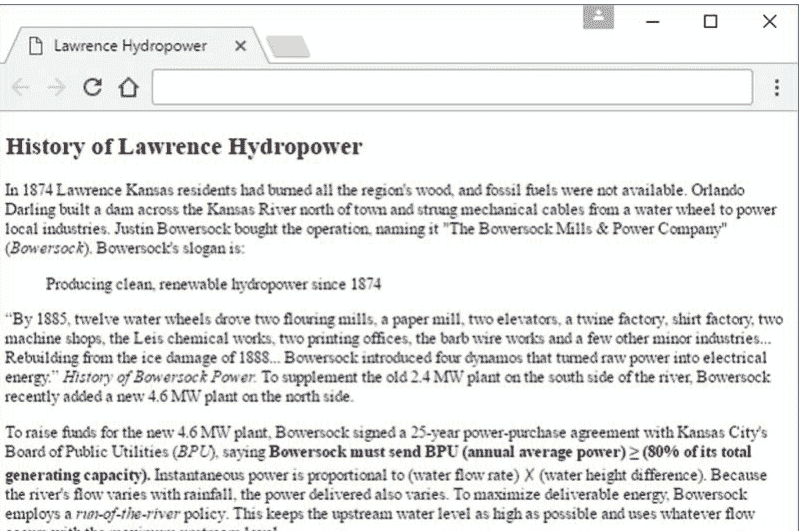 Lawrence Hydropower
History of Lawrence Hydropower
In 1874 Lawrence Kansas residents had burned all the region's wood, and fossil fuels were not available. Orlando
Darling built a dam across the Kansas River north of town and strung mechanical cables from a water wheel to power
local industries. Justin Bowersock bought the operation, naming it "The Bowersock Mills & Power Company"
(Bowersock). Bowersock's slogan is:
Producing clean, renewable hydropower since 1874
“By 1885, twelve water wheels drove two flouring mills, a paper mill, two elevators, a twine factory, shirt factory, two
machine shops, the Leis chemical works, two printing offices, the barb wire works and a few other minor industries...
Rebuilding from the ice damage of 1888... Bowersock introduced four dynamos that turned raw power into electrical
energy.” History of Bowersock Power. To supplement the old 2.4 MW plant on the south side of the river, Bowersock
recently added a new 4.6 MW plant on the north side.
To raise funds for the new 4.6 MW plant, Bowersock signed a 25-year power-purchase agreement with Kansas City's
Board of Public Utilities (BPU), saying Bowersock must send BPU (annual average power) ≥ (80% of its total
generating capacity). Instantaneous power is proportional to (water flow rate) X (water height difference). Because
the river's flow varies with rainfall, the power delivered also varies. To maximize deliverable energy, Bowersock
employs a run-of-the-river policy. This keeps the upstream water level as high as possible and uses whatever flow